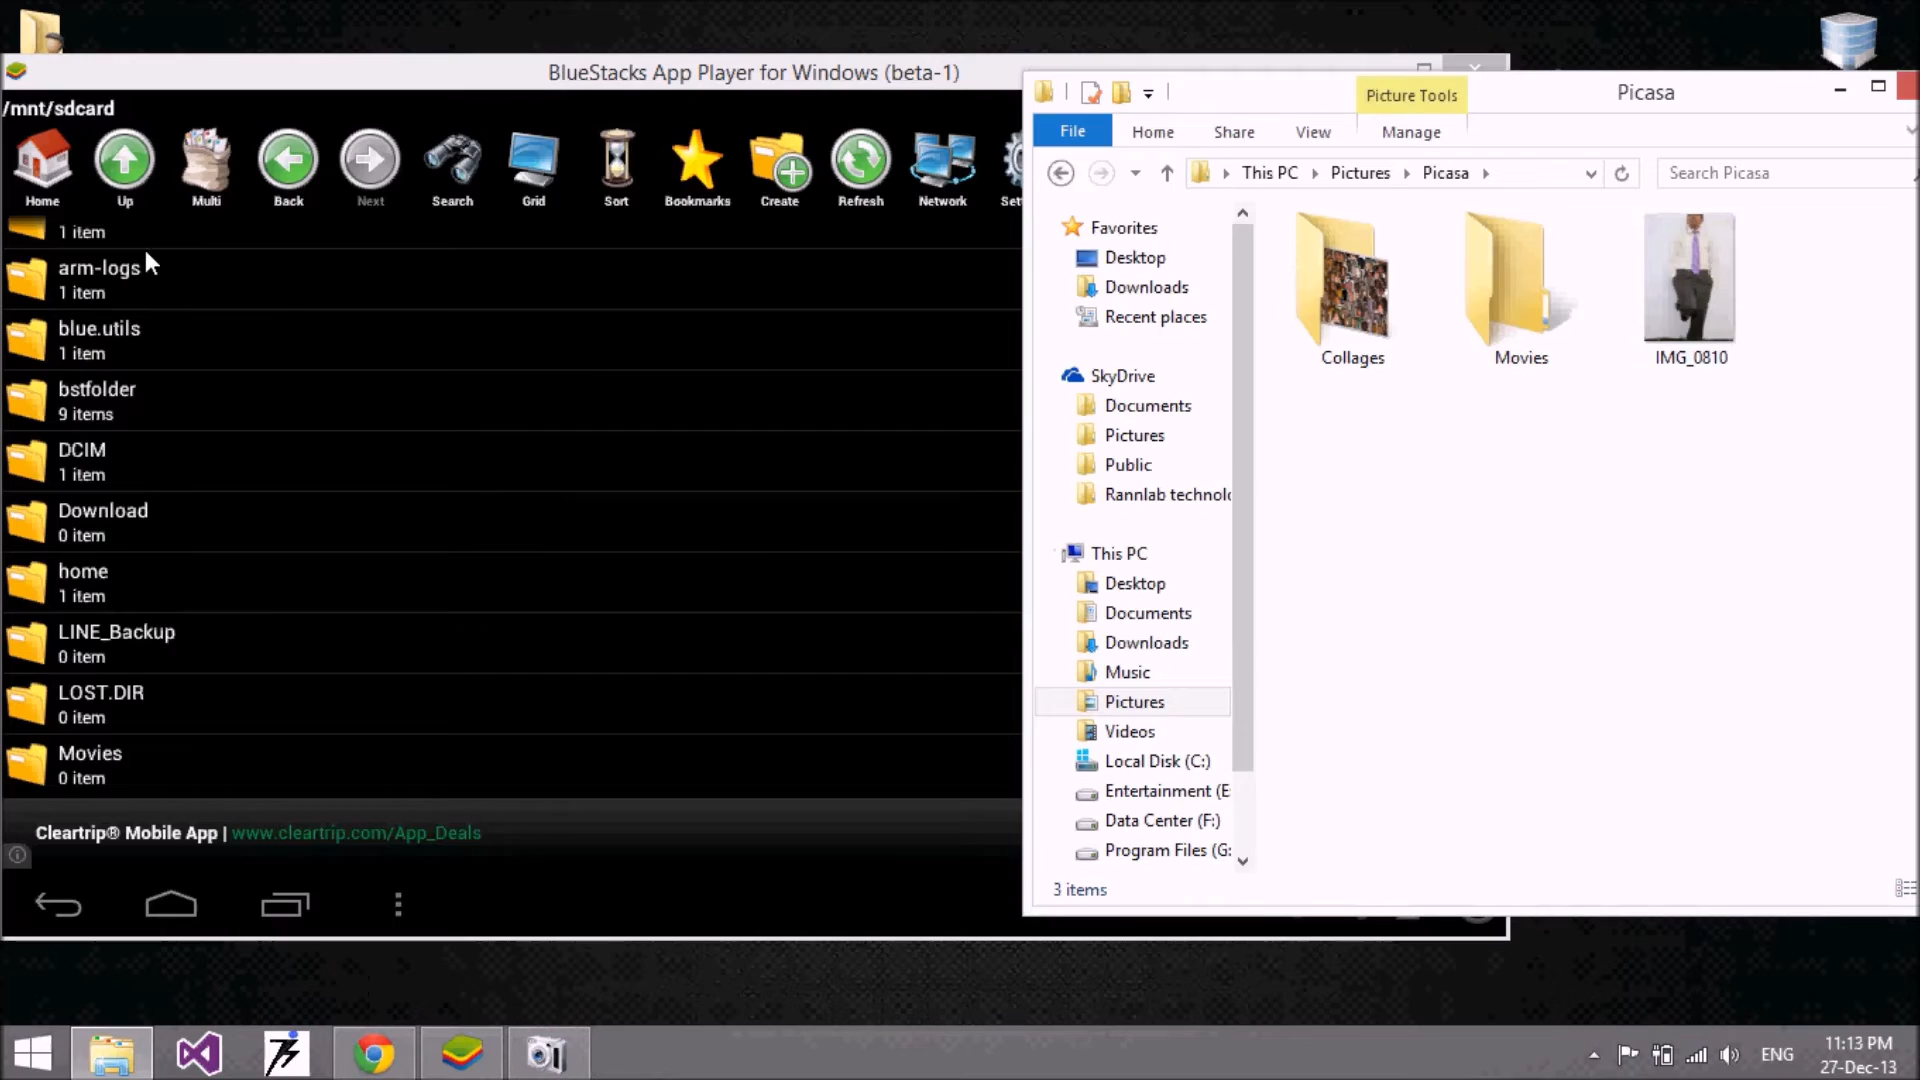 BlueStacks App Player for Windows (beta-1)
/mnt/sdcard
Home
Up
Multi
Back
Next
Search
Grid
Sort
Bookmarks
Create
Refresh
Network
1 item
arm-logs
1 item
blue.utils
1 item
bstfolder
9 items
DCIM
1 item
Download
0 item
home
1 item
LINE_Backup
0 item
LOST.DIR
0 item
Movies
0 item
Cleartrip® Mobile App | www.cleartrip.com/App_Deals
Picture Tools
Picasa
File
Home
Share
View
Manage
This PC
Pictures
Picasa
Search Picasa
Favorites
Desktop
Downloads
Recent places
SkyDrive
Documents
Pictures
Public
Rannlab technolo
This PC
Desktop
Documents
Downloads
Music
Pictures
Videos
Local Disk (C:)
Entertainment (E
Data Center (F:)
Program Files (G:
Collages
Movies
IMG_0810
3 items
ENG
11:13 PM
27-Dec-13